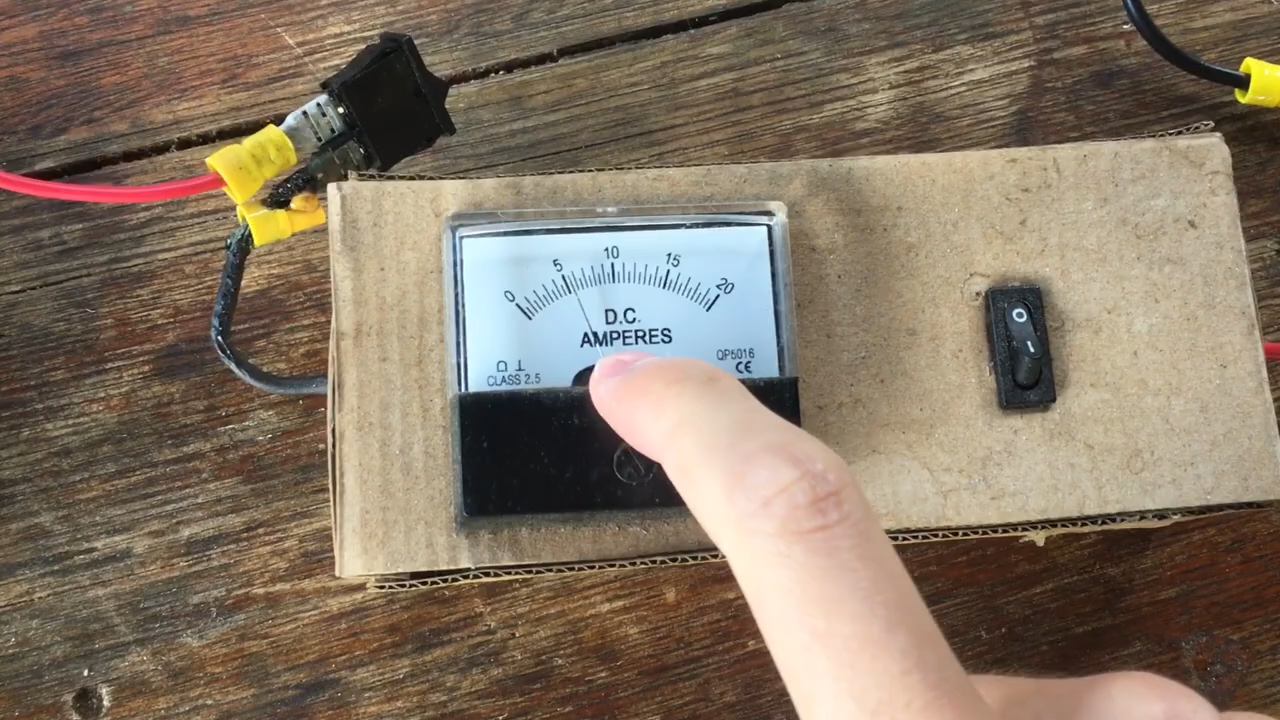 0 5 10 15 20
D.C.
AMPERES
Ω ⊥
CLASS 2.5
QP5016
CE
O
I